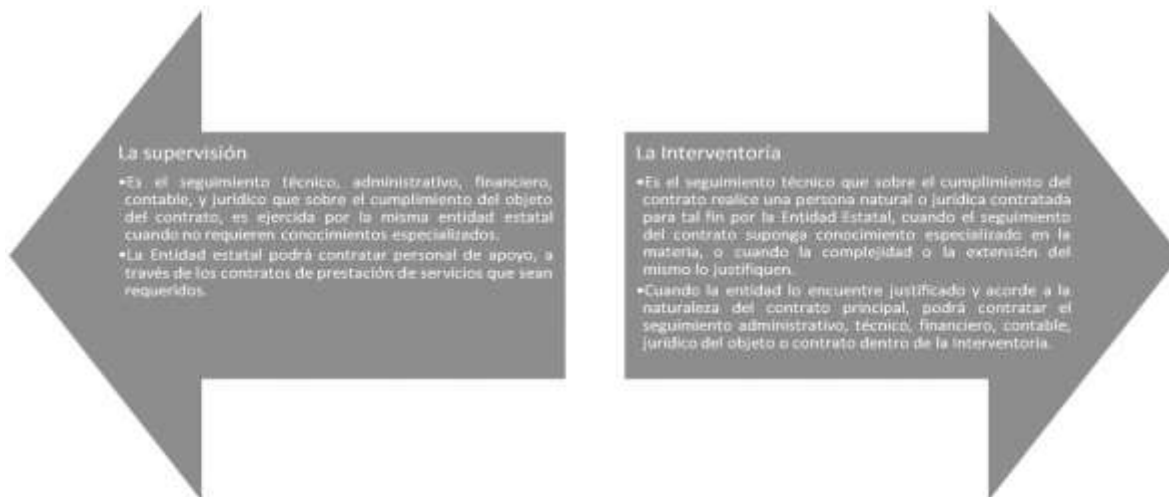 La supervisión
•Es el seguimiento técnico, administrativo, financiero,
contable, y jurídico que sobre el cumplimiento del objeto
del contrato, es ejercida por la misma entidad estatal
cuando no requieren conocimientos especializados.
•La Entidad estatal podrá contratar personal de apoyo, a
través de los contratos de prestación de servicios que sean
requeridos.
La Interventoría
•Es el seguimiento técnico que sobre el cumplimiento del
contrato realice una persona natural o jurídica contratada
para tal fin por la Entidad Estatal, cuando el seguimiento
del contrato suponga conocimiento especializado en la
materia, o cuando la complejidad o la extensión del
mismo lo justifiquen.
•Cuando la entidad lo encuentre justificado y acorde a la
naturaleza del contrato principal, podrá contratar el
seguimiento administrativo, técnico, financiero, contable,
jurídico del objeto o contrato dentro de la Interventoría.